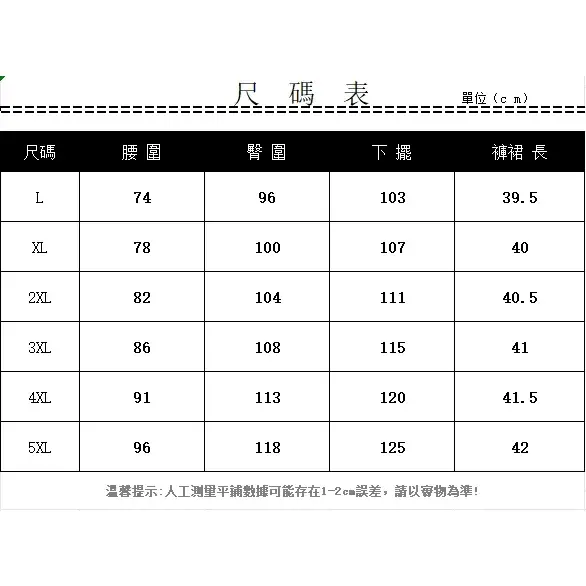 尺 碼 表
單位（cm）
尺碼 腰 圍 臀 圍 下 擺 褲裙 長
L 74 96 103 39.5
XL 78 100 107 40
2XL 82 104 111 40.5
3XL 86 108 115 41
4XL 91 113 120 41.5
5XL 96 118 125 42
溫馨提示:人工測量平鋪數據可能存在1-2cm誤差，請以實物為準!